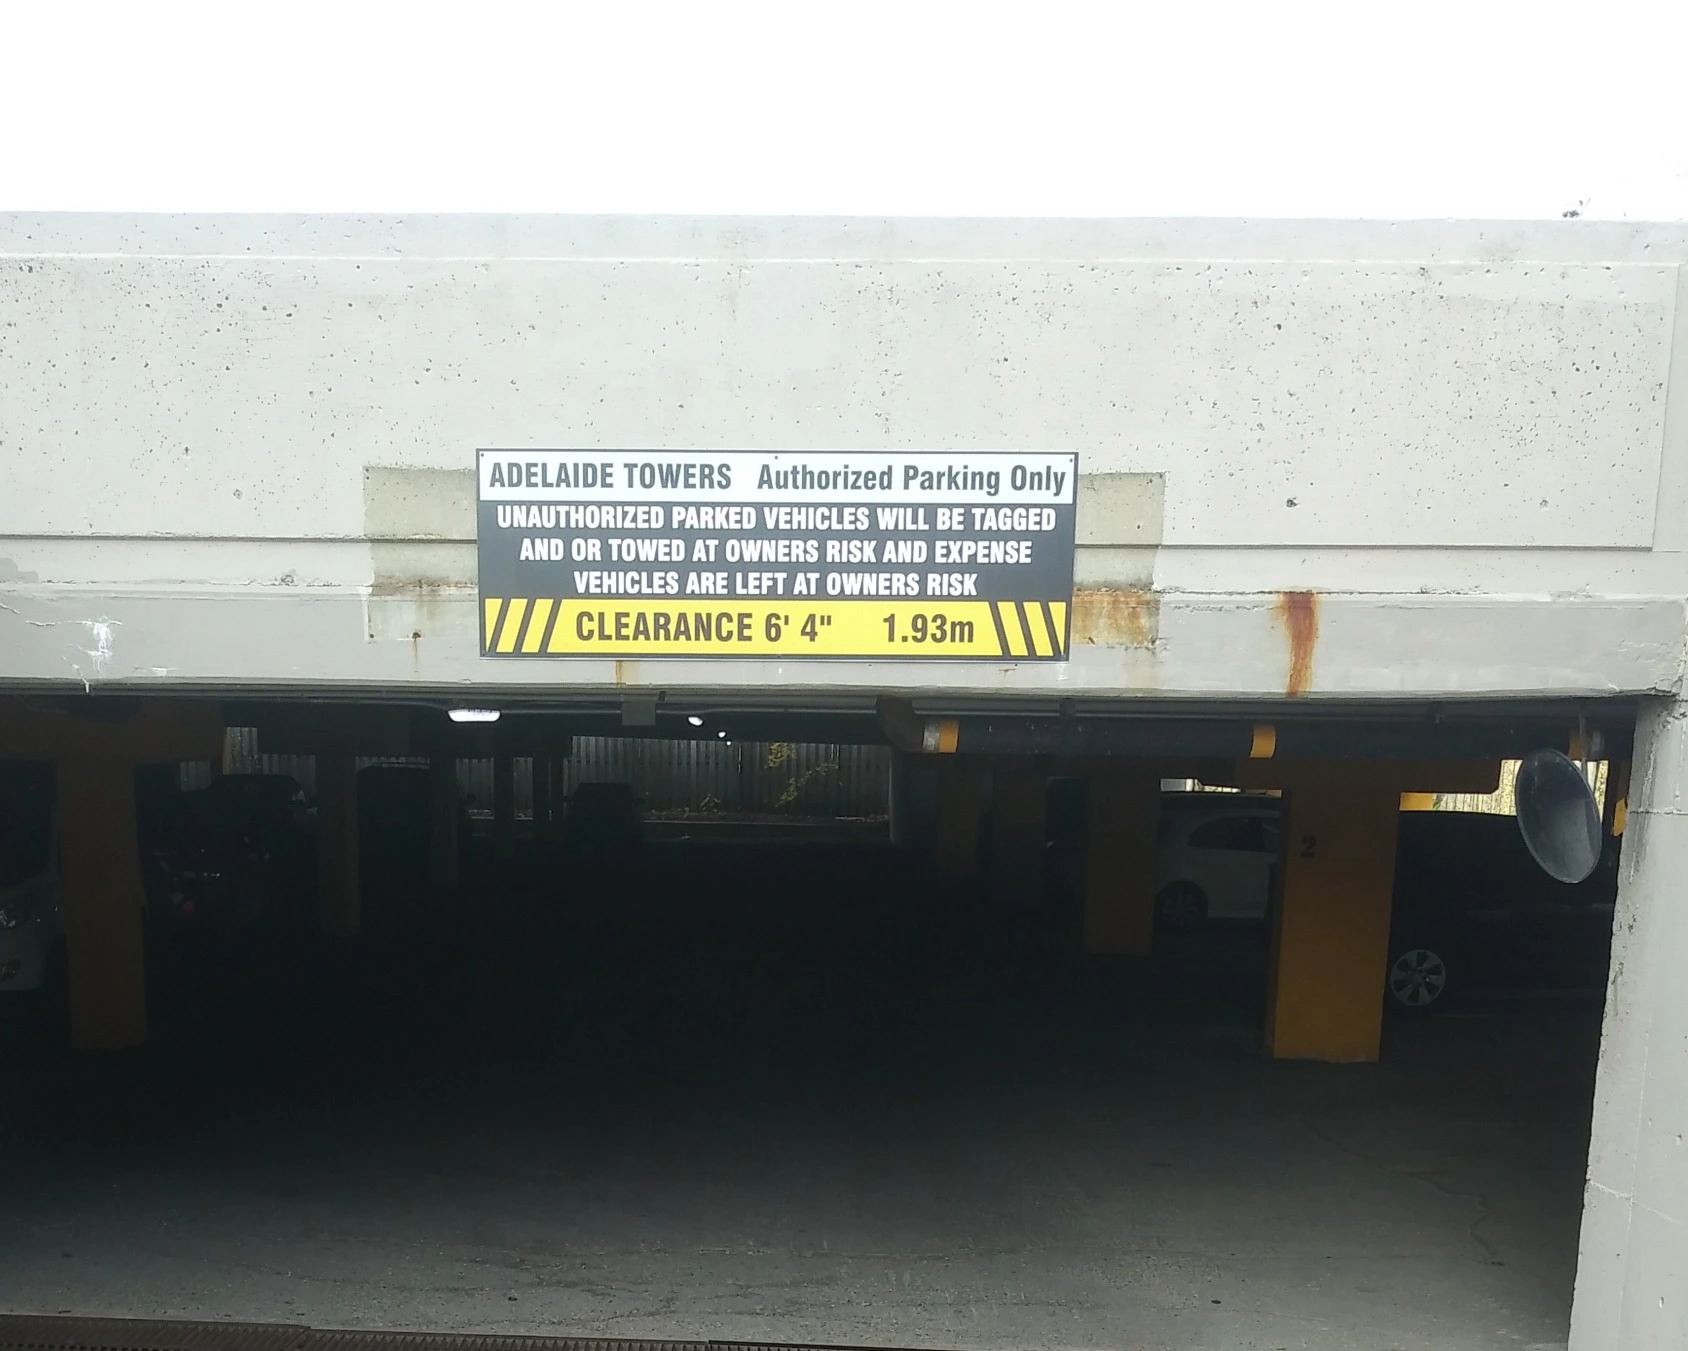 ADELAIDE TOWERS Authorized Parking Only
UNAUTHORIZED PARKED VEHICLES WILL BE TAGGED
AND OR TOWED AT OWNERS RISK AND EXPENSE
VEHICLES ARE LEFT AT OWNERS RISK
CLEARANCE 6' 4" 1.93m
2